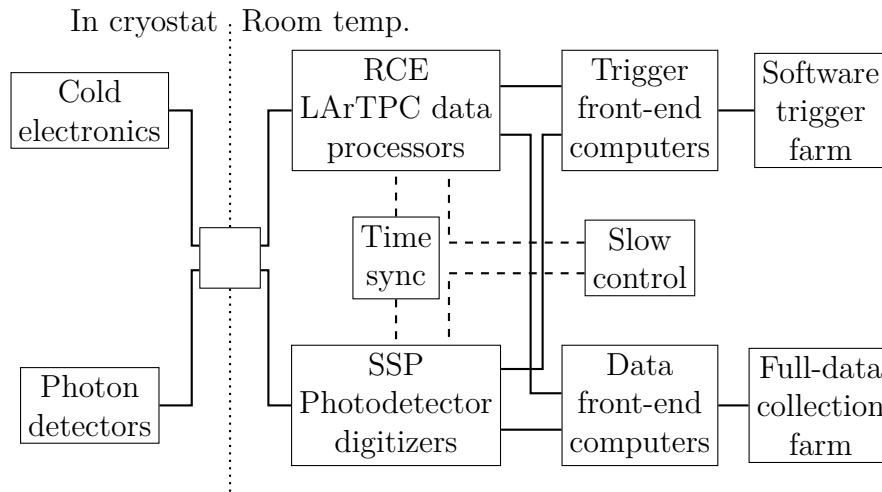 In cryostat
Room temp.
Cold
electronics
RCE
LArTPC data
processors
Trigger
front-end
computers
Software
trigger
farm
Time
sync
Slow
control
Photon
detectors
SSP
Photodetector
digitizers
Data
front-end
computers
Full-data
collection
farm